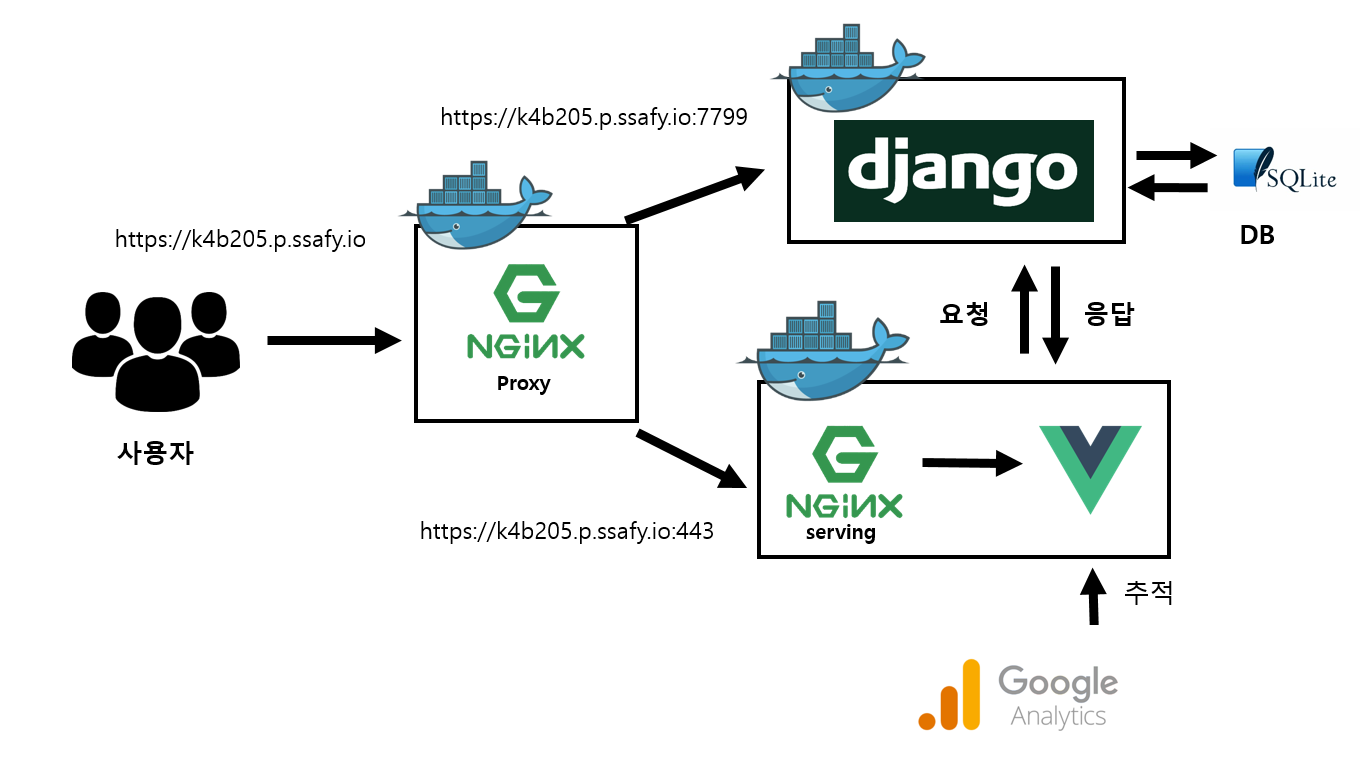 https://k4b205.p.ssafy.io:7799
django
SQLite
DB
https://k4b205.p.ssafy.io
NGINX
Proxy
사용자
요청
응답
NGINX
serving
https://k4b205.p.ssafy.io:443
추적
Google
Analytics